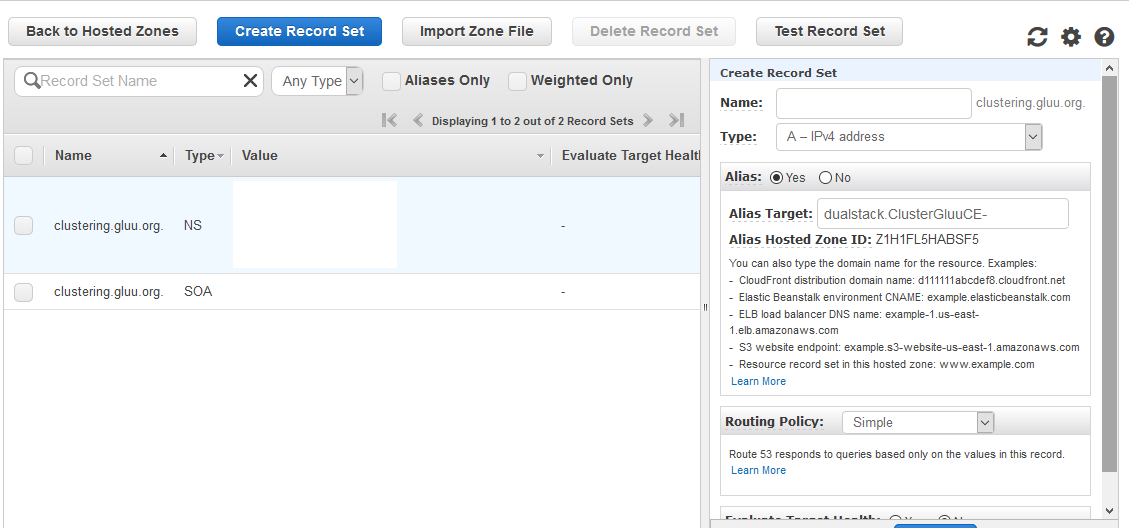 Back to Hosted Zones
Create Record Set
Import Zone File
Delete Record Set
Test Record Set
Record Set Name
Any Type
Aliases Only
Weighted Only
Displaying 1 to 2 out of 2 Record Sets
Name
Type
Value
Evaluate Target Healt
clustering.gluu.org.
NS
-
clustering.gluu.org.
SOA
-
Create Record Set
Name:
clustering.gluu.org.
Type:
A – IPv4 address
Alias:
Yes
No
Alias Target:
dualstack.ClusterGluuCE-
Alias Hosted Zone ID: Z1H1FL5HABSF5
You can also type the domain name for the resource. Examples:
- CloudFront distribution domain name: d111111abcdef8.cloudfront.net
- Elastic Beanstalk environment CNAME: example.elasticbeanstalk.com
- ELB load balancer DNS name: example-1.us-east-
1.elb.amazonaws.com
- S3 website endpoint: example.s3-website-us-east-1.amazonaws.com
- Resource record set in this hosted zone: www.example.com
Learn More
Routing Policy:
Simple
Route 53 responds to queries based only on the values in this record.
Learn More
Evaluate Target Health: